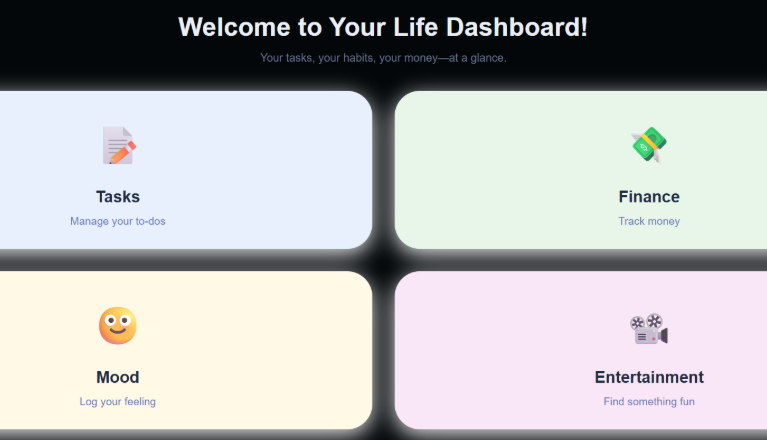 Welcome to Your Life Dashboard!
Your tasks, your habits, your money—at a glance.
Tasks
Manage your to-dos
Finance
Track money
Mood
Log your feeling
Entertainment
Find something fun